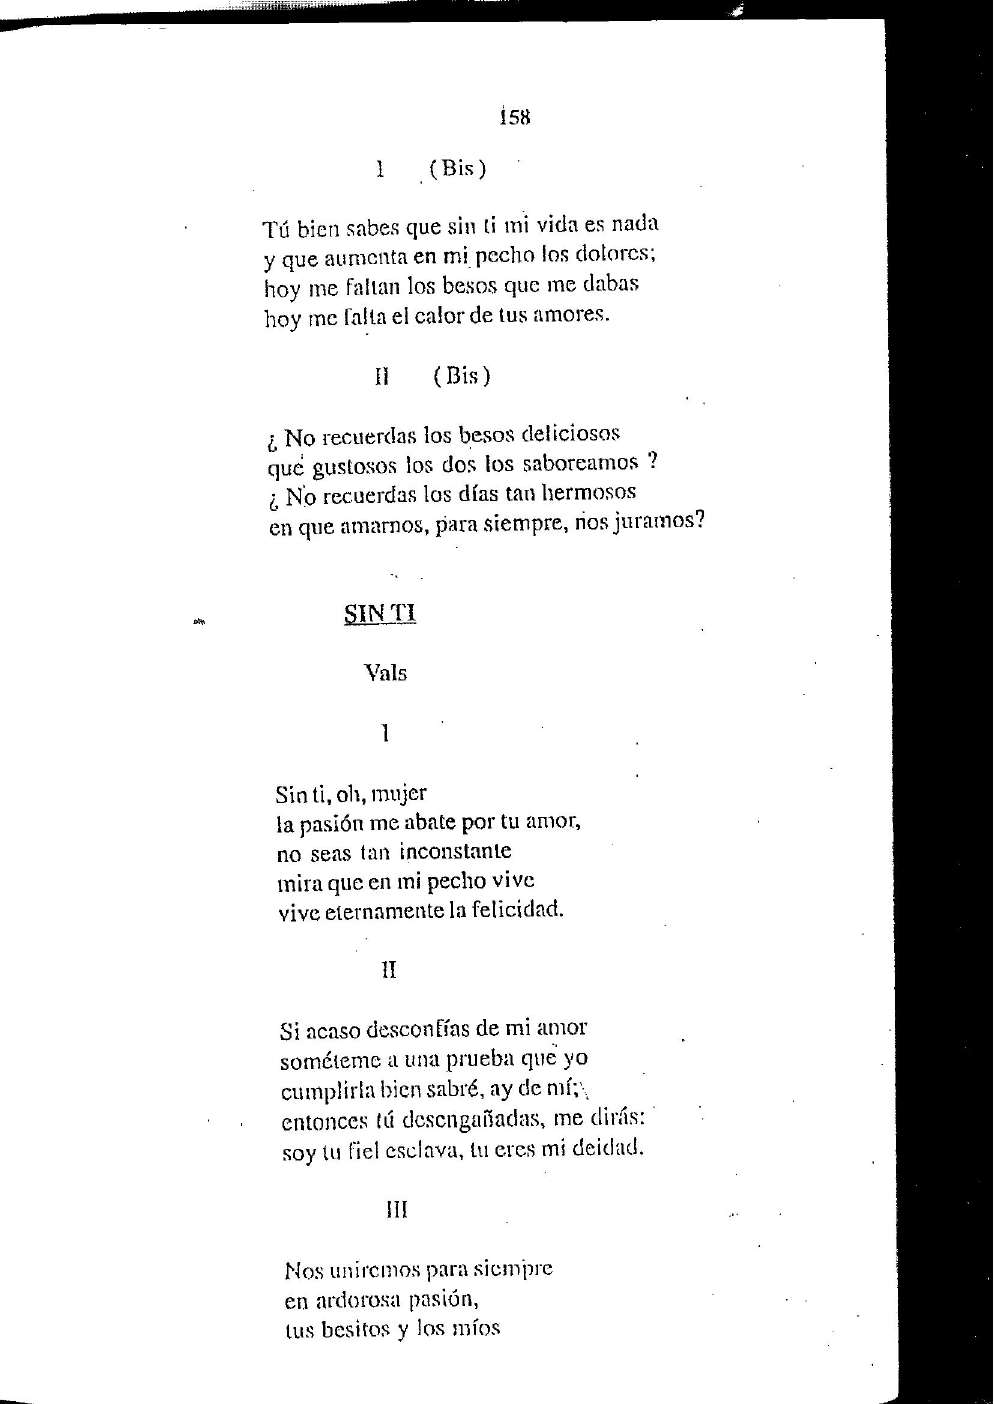 158
I (Bis)
Tú bien sabes que sin ti mi vida es nada
y que aumenta en mi pecho los dolores;
hoy me faltan los besos que me dabas
hoy me falta el calor de tus amores.
II (Bis)
¿ No recuerdas los besos deliciosos
que gustosos los dos los saboreamos ?
¿ No recuerdas los días tan hermosos
en que amarnos, para siempre, nos juramos?
SIN TI
Vals
I
Sin ti, oh, mujer
la pasión me abate por tu amor,
no seas tan inconstante
mira que en mi pecho vive
vive eternamente la felicidad.
II
Si acaso desconfías de mi amor
sométeme a una prueba que yo
cumplirla bien sabré, ay de mí;
entonces tú desengañadas, me dirás:
soy tu fiel esclava, tu eres mi deidad.
III
Nos uniremos para siempre
en ardorosa pasión,
tus besitos y los míos